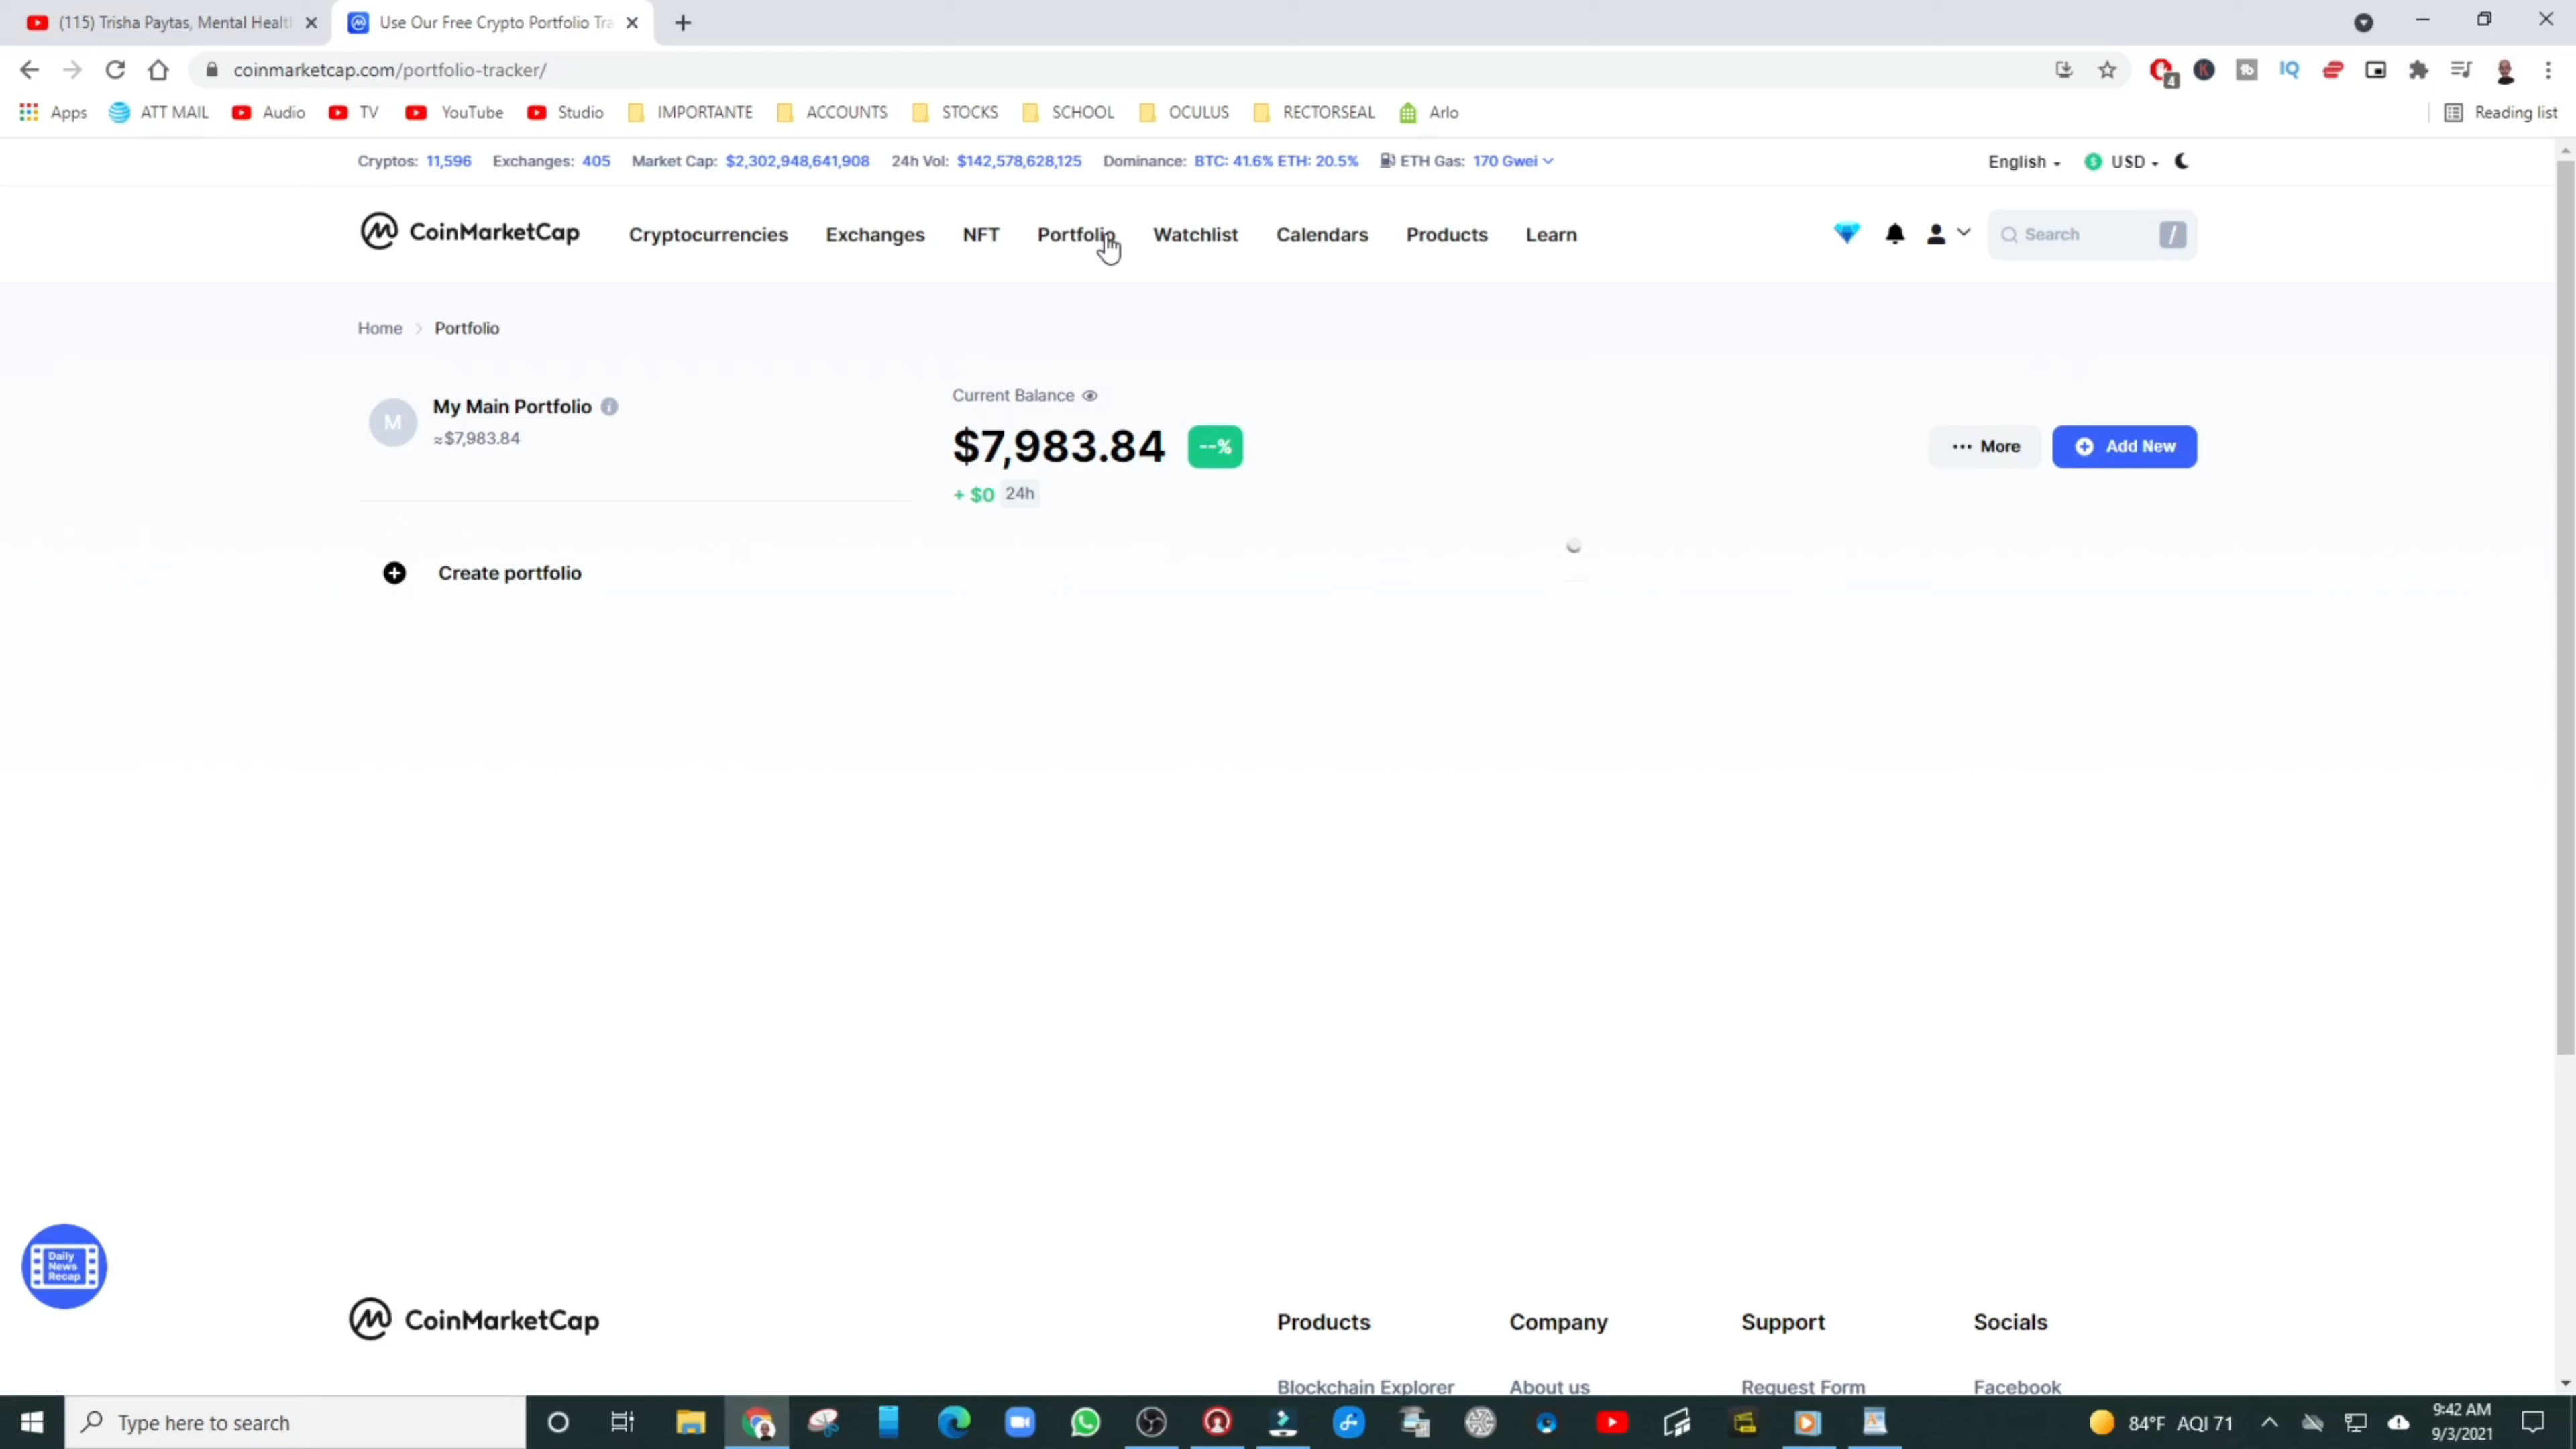 (115) Trisha Paytas, Mental Healt
Use Our Free Crypto Portfolio Tra
coinmarketcap.com/portfolio-tracker/
4
K
tb
IQ
Apps
ATT MAIL
Audio
TV
YouTube
Studio
IMPORTANTE
ACCOUNTS
STOCKS
SCHOOL
OCULUS
RECTORSEAL
Arlo
Reading list
Cryptos: 11,596 Exchanges: 405 Market Cap: $2,302,948,641,908 24h Vol: $142,578,628,125 Dominance: BTC: 41.6% ETH: 20.5% ETH Gas: 170 Gwei
English
$ USD
CoinMarketCap
Cryptocurrencies Exchanges NFT Portfolio Watchlist Calendars Products Learn
Search /
Home > Portfolio
M
My Main Portfolio i
≈$7,983.84
Current Balance
$7,983.84 --%
+ $0 24h
... More
+ Add New
+ Create portfolio
Daily
News
Recap
CoinMarketCap
Products
Company
Support
Socials
Blockchain Explorer
About us
Request Form
Facebook
Type here to search
84°F AQI 71
9:42 AM
9/3/2021